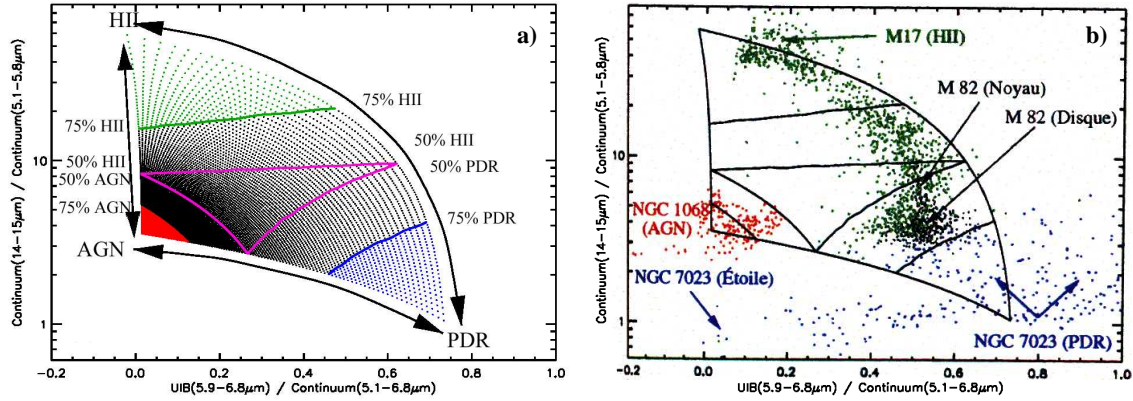 a)
HII
75% HII
75% HII
50% HII
50% HII
50% AGN
50% PDR
75% AGN
75% PDR
AGN
PDR
Continuum(14-15μm) / Continuum(5.1-5.8μm)
10
1
-0.2 0.0 0.2 0.4 0.6 0.8 1.0
UIB(5.9-6.8μm) / Continuum(5.1-6.8μm)
b)
M17 (HII)
M 82 (Noyau)
M 82 (Disque)
NGC 1068
(AGN)
NGC 7023 (Étoile)
NGC 7023 (PDR)
Continuum(14-15μm) / Continuum(5.1-5.8μm)
10
1
-0.2 0.0 0.2 0.4 0.6 0.8 1.0
UIB(5.9-6.8μm) / Continuum(5.1-6.8μm)